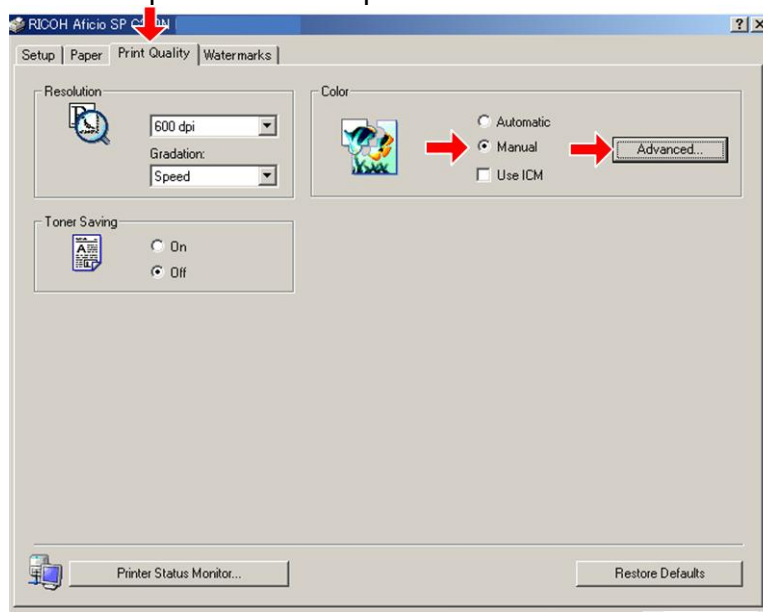 RICOH Aficio SP
Setup Paper Print Quality Watermarks
Resolution
600 dpi
Gradation:
Speed
Color
Automatic
Manual
Use ICM
Advanced...
Toner Saving
On
Off
Printer Status Monitor...
Restore Defaults